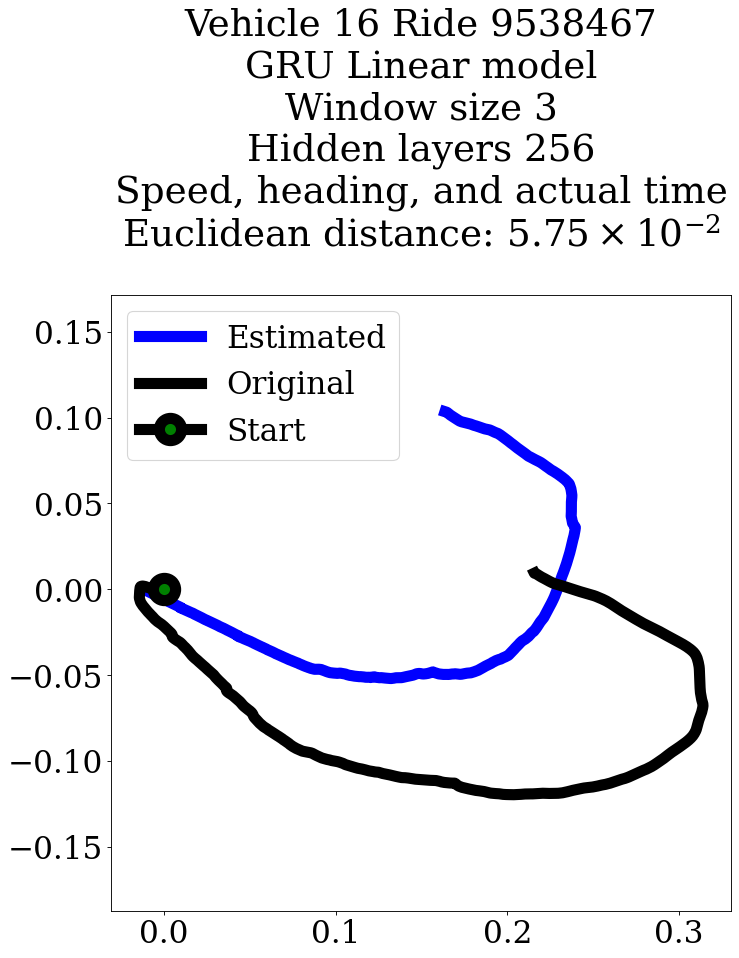 Vehicle 16 Ride 9538467
GRU Linear model
Window size 3
Hidden layers 256
Speed, heading, and actual time
Euclidean distance: 5.75 × 10⁻²
Estimated
Original
Start
0.15
0.10
0.05
0.00
−0.05
−0.10
−0.15
0.0 0.1 0.2 0.3